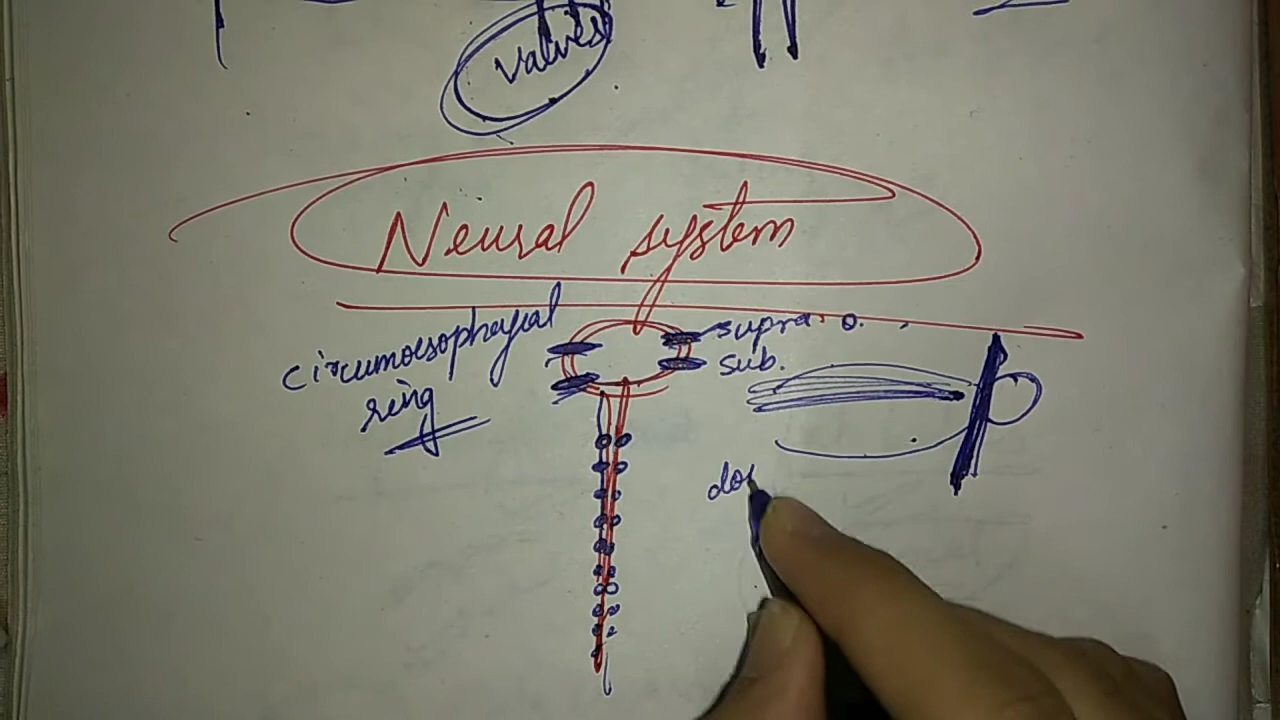 valves
Neural system
circumoesophageal
ring
supra. o.
sub.
do